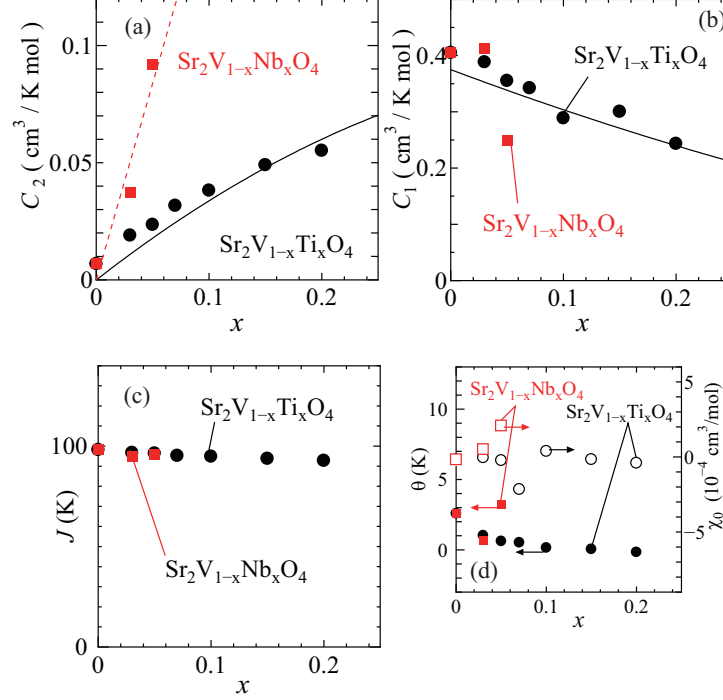 (a)
Sr2V1−xNbxO4
Sr2V1−xTixO4
C2 ( cm3 / K mol )
0.1
0.05
0
0 0.1 0.2
x
(b)
Sr2V1−xTixO4
Sr2V1−xNbxO4
C1 ( cm3 / K mol )
0.4
0.2
0
0 0.1 0.2
x
(c)
Sr2V1−xTixO4
Sr2V1−xNbxO4
J (K)
100
0
0 0.1 0.2
x
Sr2V1−xNbxO4
Sr2V1−xTixO4
θ (K)
10
5
0
5
0
−5
χ0 (10−4 cm3/mol)
(d)
0 0.1 0.2
x